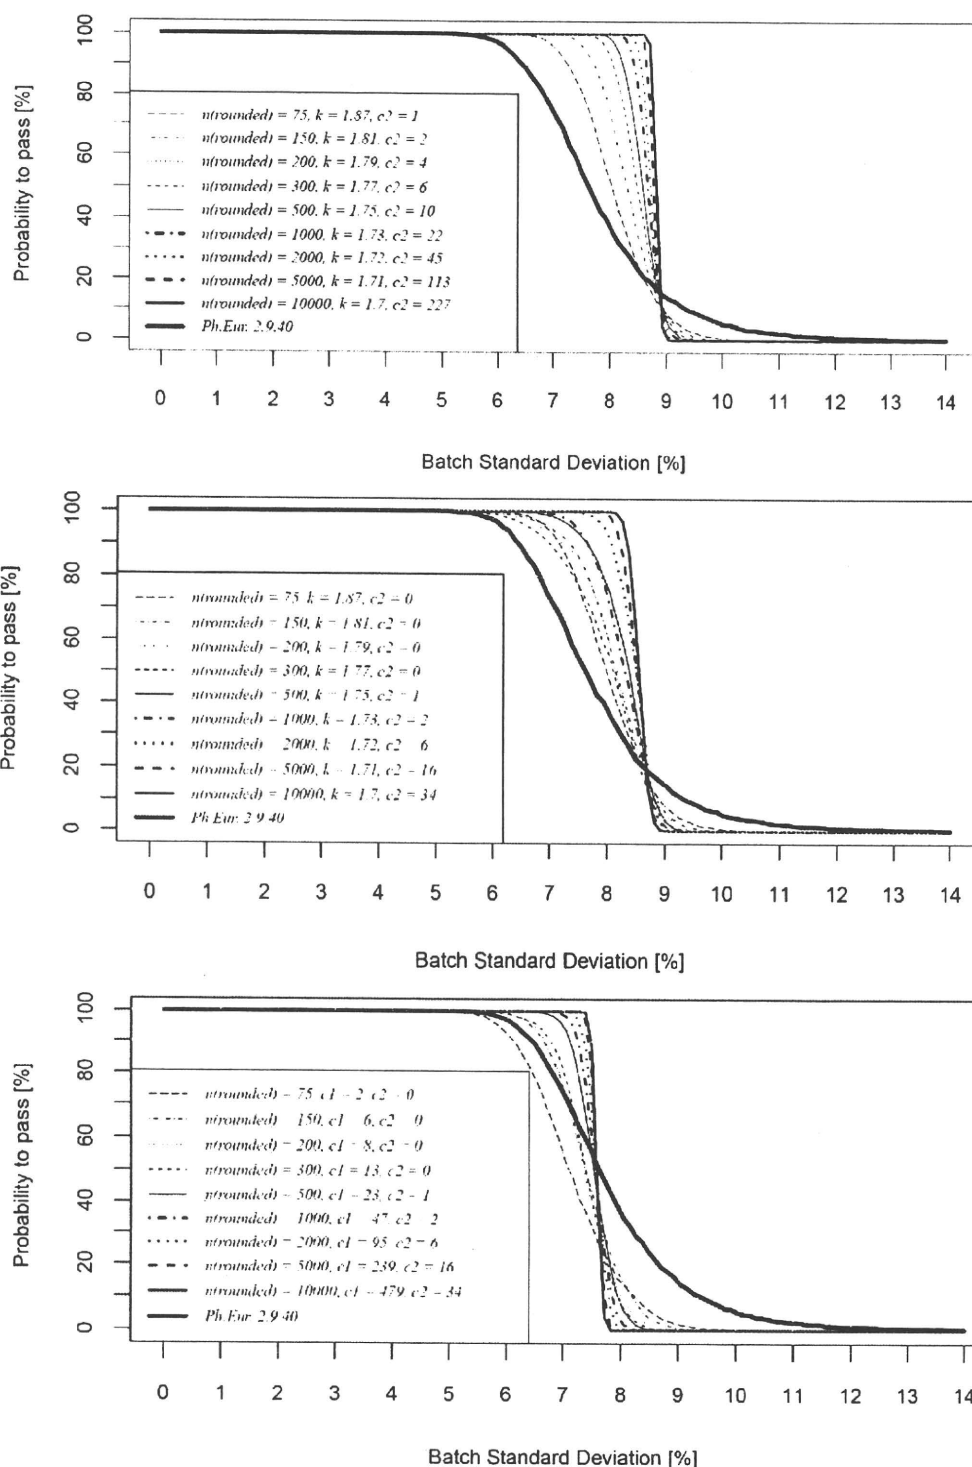 Probability to pass [%]
100
80
60
40
20
0
n(rounded) = 75, k = 1.87, c2 = 1
n(rounded) = 150, k = 1.81, c2 = 2
n(rounded) = 200, k = 1.79, c2 = 4
n(rounded) = 300, k = 1.77, c2 = 6
n(rounded) = 500, k = 1.75, c2 = 10
n(rounded) = 1000, k = 1.73, c2 = 22
n(rounded) = 2000, k = 1.72, c2 = 45
n(rounded) = 5000, k = 1.71, c2 = 113
n(rounded) = 10000, k = 1.7, c2 = 227
Ph.Eur. 2.9.40
0 1 2 3 4 5 6 7 8 9 10 11 12 13 14
Batch Standard Deviation [%]
Probability to pass [%]
100
80
60
40
20
0
n(rounded) = 75 k = 1.87, c2 = 0
n(rounded) = 150, k = 1.81, c2 = 0
n(rounded) = 200, k = 1.79, c2 = 0
n(rounded) = 300, k = 1.77, c2 = 0
n(rounded) = 500, k = 1.75, c2 = 1
n(rounded) = 1000, k = 1.73, c2 = 2
n(rounded) = 2000, k = 1.72, c2 = 6
n(rounded) = 5000, k = 1.71, c2 = 16
n(rounded) = 10000, k = 1.7, c2 = 34
Ph.Eur. 2.9.40
0 1 2 3 4 5 6 7 8 9 10 11 12 13 14
Batch Standard Deviation [%]
Probability to pass [%]
100
80
60
40
20
0
n(rounded) = 75 c1 = 2 c2 = 0
n(rounded) = 150, c1 = 6, c2 = 0
n(rounded) = 200, c1 = 8, c2 = 0
n(rounded) = 300, c1 = 13, c2 = 0
n(rounded) = 500, c1 = 23, c2 = 1
n(rounded) = 1000, c1 = 47, c2 = 2
n(rounded) = 2000, c1 = 95 c2 = 6
n(rounded) = 5000, c1 = 239, c2 = 16
n(rounded) = 10000, c1 = 479, c2 = 34
Ph.Eur. 2.9.40
0 1 2 3 4 5 6 7 8 9 10 11 12 13 14
Batch Standard Deviation [%]